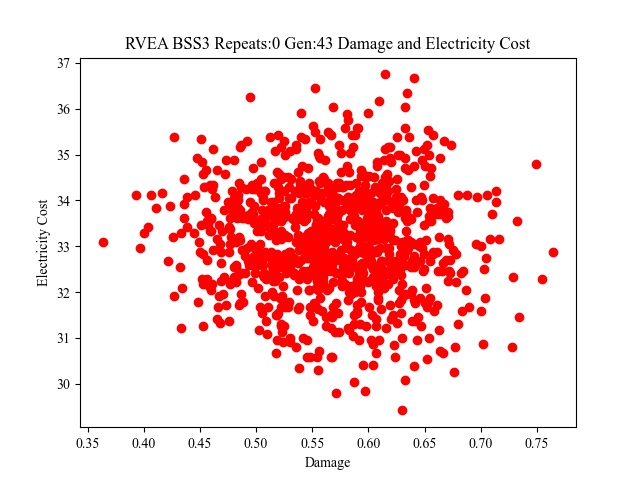 RVEA BSS3 Repeats:0 Gen:43 Damage and Electricity Cost
37
36
35
34
33
32
31
30
Electricity Cost
0.35 0.40 0.45 0.50 0.55 0.60 0.65 0.70 0.75
Damage